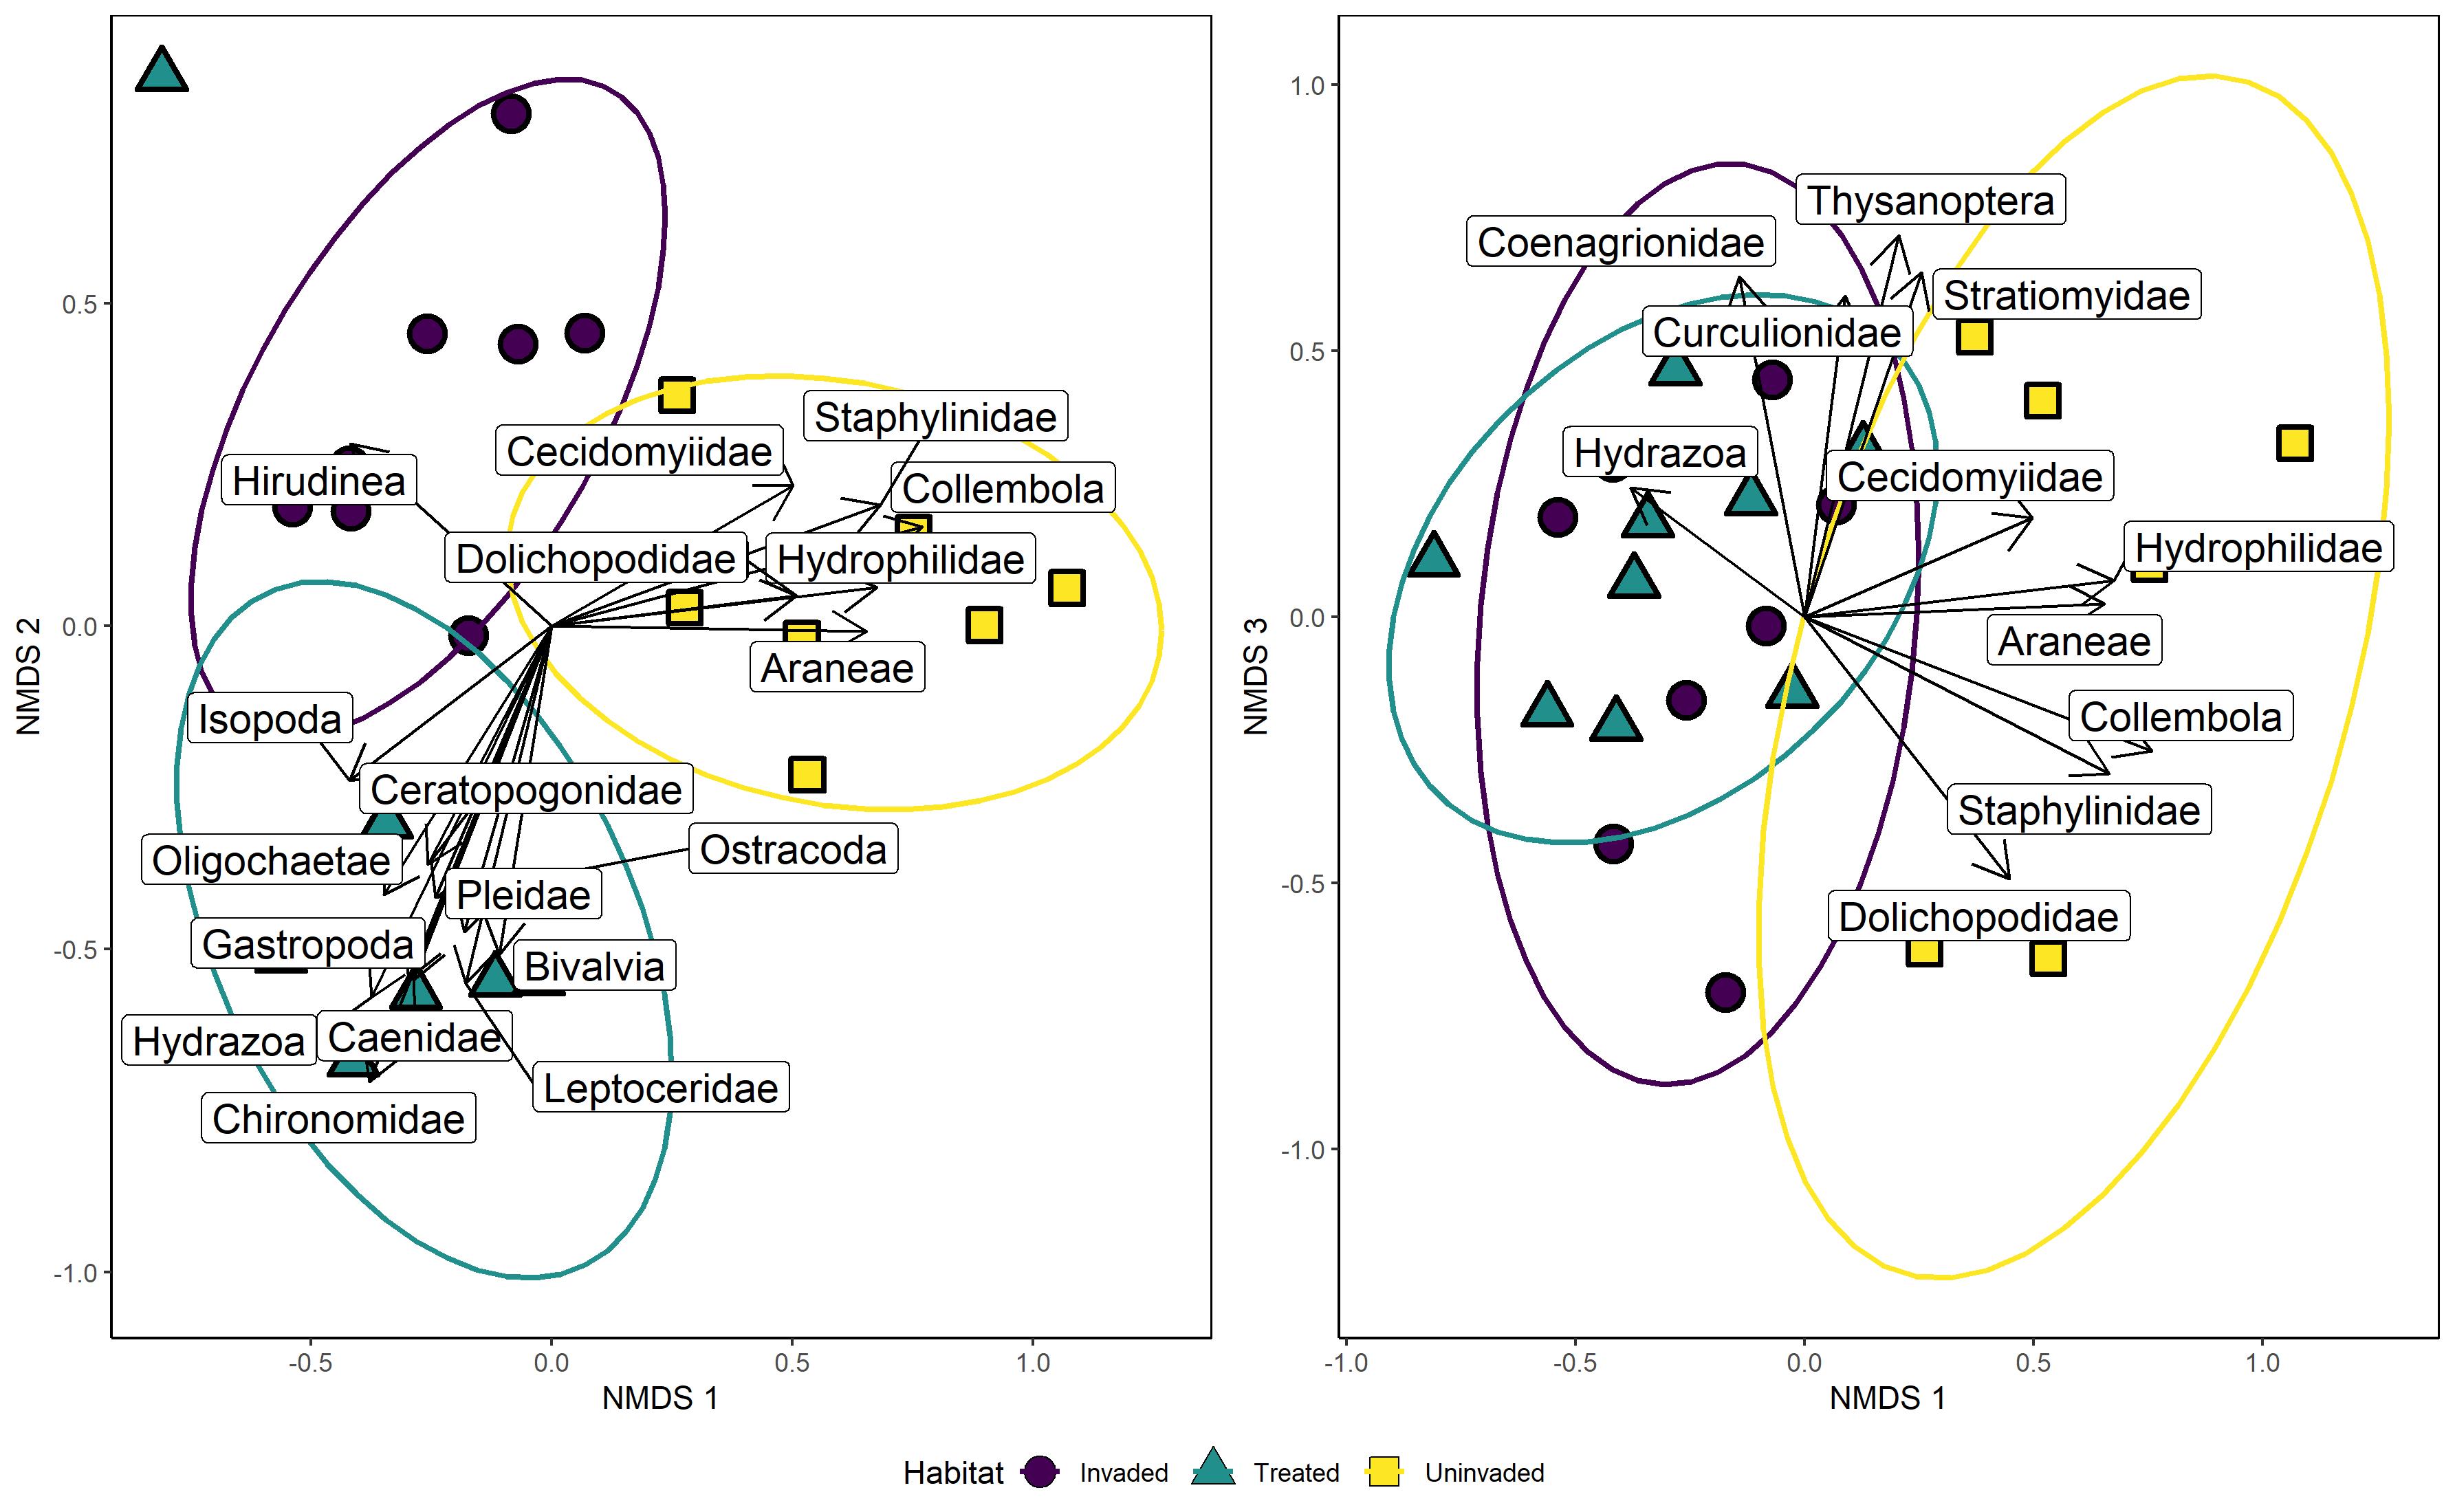 NMDS 2
0.5
0.0
-0.5
-1.0
Staphylinidae
Cecidomyiidae
Hirudinea
Collembola
Dolichopodidae
Hydrophilidae
Araneae
Isopoda
Ceratopogonidae
Oligochaetae
Ostracoda
Pleidae
Gastropoda
Bivalvia
Hydrazoa
Caenidae
Leptoceridae
Chironomidae
-0.5
0.0
0.5
1.0
NMDS 1
NMDS 3
1.0
0.5
0.0
-0.5
-1.0
Thysanoptera
Coenagrionidae
Stratiomyidae
Curculionidae
Hydrazoa
Cecidomyiidae
Hydrophilidae
Araneae
Collembola
Staphylinidae
Dolichopodidae
-1.0
-0.5
0.0
0.5
1.0
NMDS 1
Habitat
Invaded
Treated
Uninvaded